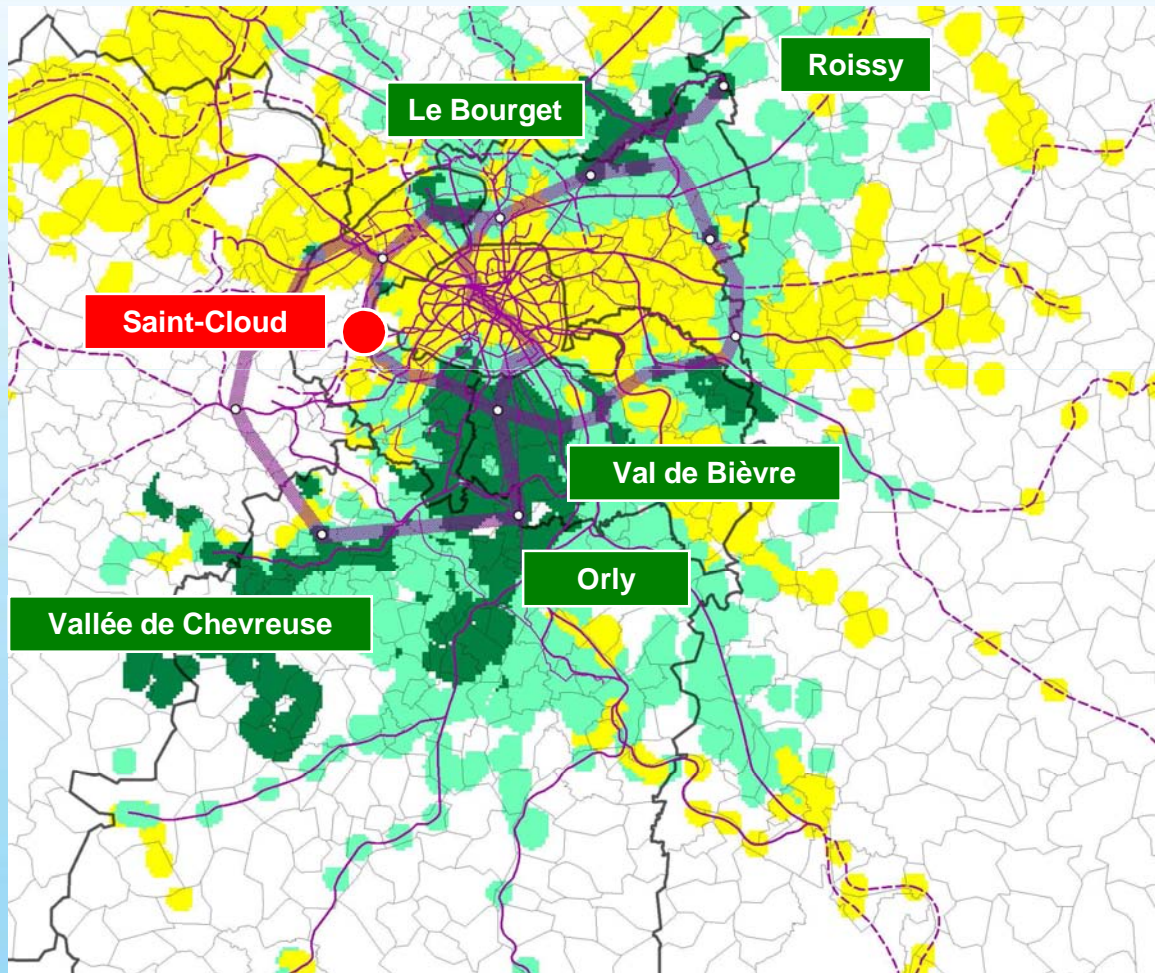 Roissy
Le Bourget
Saint-Cloud
Val de Bièvre
Orly
Vallée de Chevreuse